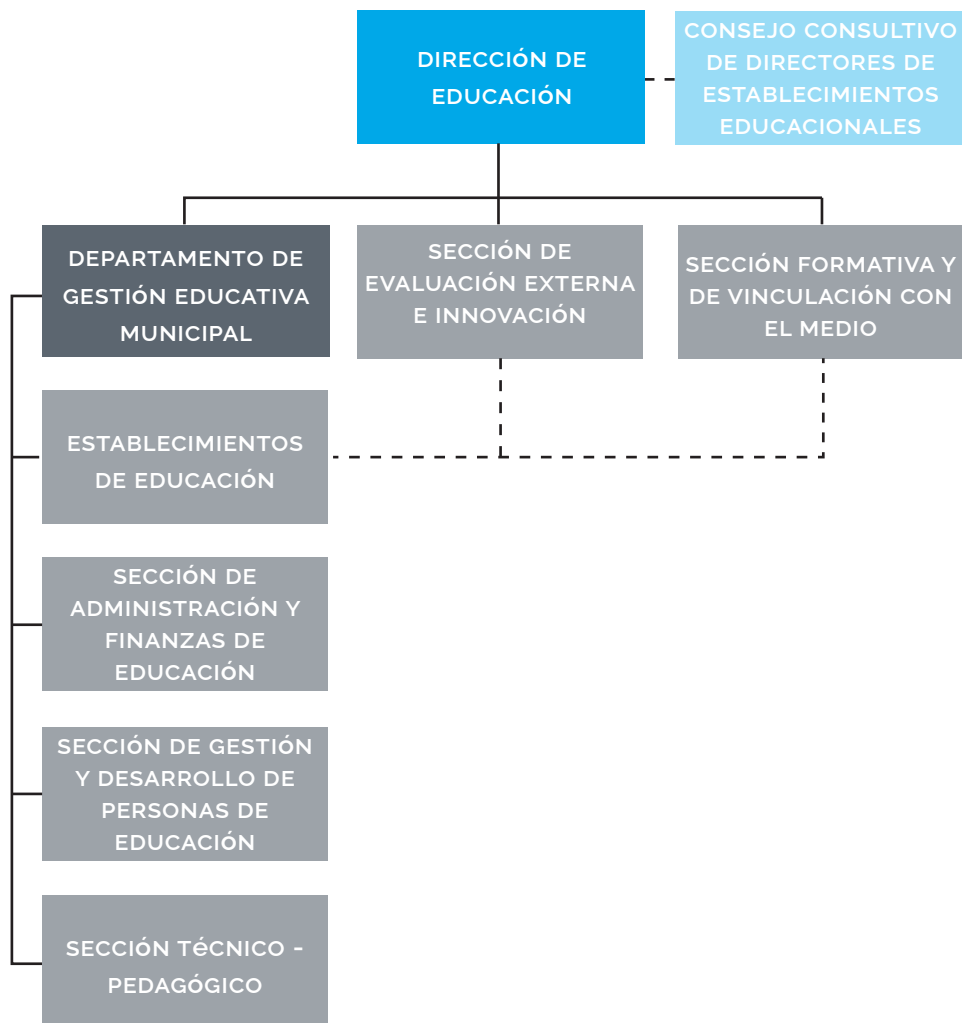 DIRECCIÓN DE
EDUCACIÓN
CONSEJO CONSULTIVO
DE DIRECTORES DE
ESTABLECIMIENTOS
EDUCACIONALES
DEPARTAMENTO DE
GESTIÓN EDUCATIVA
MUNICIPAL
SECCIÓN DE
EVALUACIÓN EXTERNA
E INNOVACIÓN
SECCIÓN FORMATIVA Y
DE VINCULACIÓN CON
EL MEDIO
ESTABLECIMIENTOS
DE EDUCACIÓN
SECCIÓN DE
ADMINISTRACIÓN Y
FINANZAS DE
EDUCACIÓN
SECCIÓN DE GESTIÓN
Y DESARROLLO DE
PERSONAS DE
EDUCACIÓN
SECCIÓN TÉCNICO -
PEDAGÓGICO